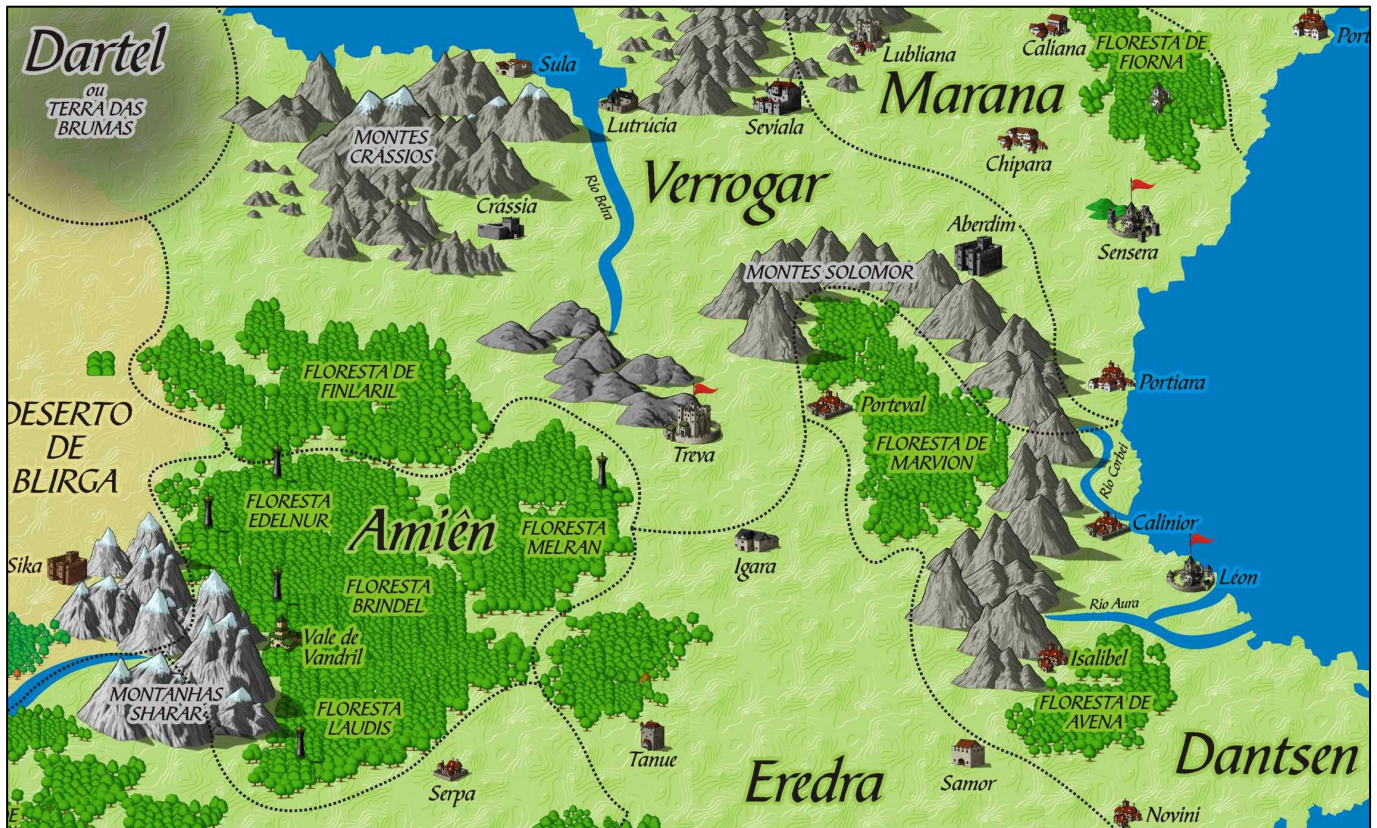 Dartel
ou
TERRA DAS
BRUMAS
Sula
MONTES
CRÁSSIOS
Crássia
Rio Belra
Lutrúcia
Seviala
Lubliana
Caliana
FLORESTA DE
FIORNA
Port
Marana
Chipara
Verrogar
Sensera
Aberdim
MONTES SOLOMOR
FLORESTA DE
FINLARIL
Portiara
Porteval
DESERTO
DE
BLIRGA
Treva
FLORESTA DE
MARVION
Rio Corbel
FLORESTA
EDELNUR
Amiên
FLORESTA
MELRAN
Calinior
Igara
Sika
Léon
FLORESTA
BRINDEL
Rio Aura
Vale de
Vandril
Isalibel
MONTANHAS
SHARAR
FLORESTA
LAUDIS
FLORESTA DE
AVENA
Tanue
Dantsen
Serpa
Eredra
Samor
Novini